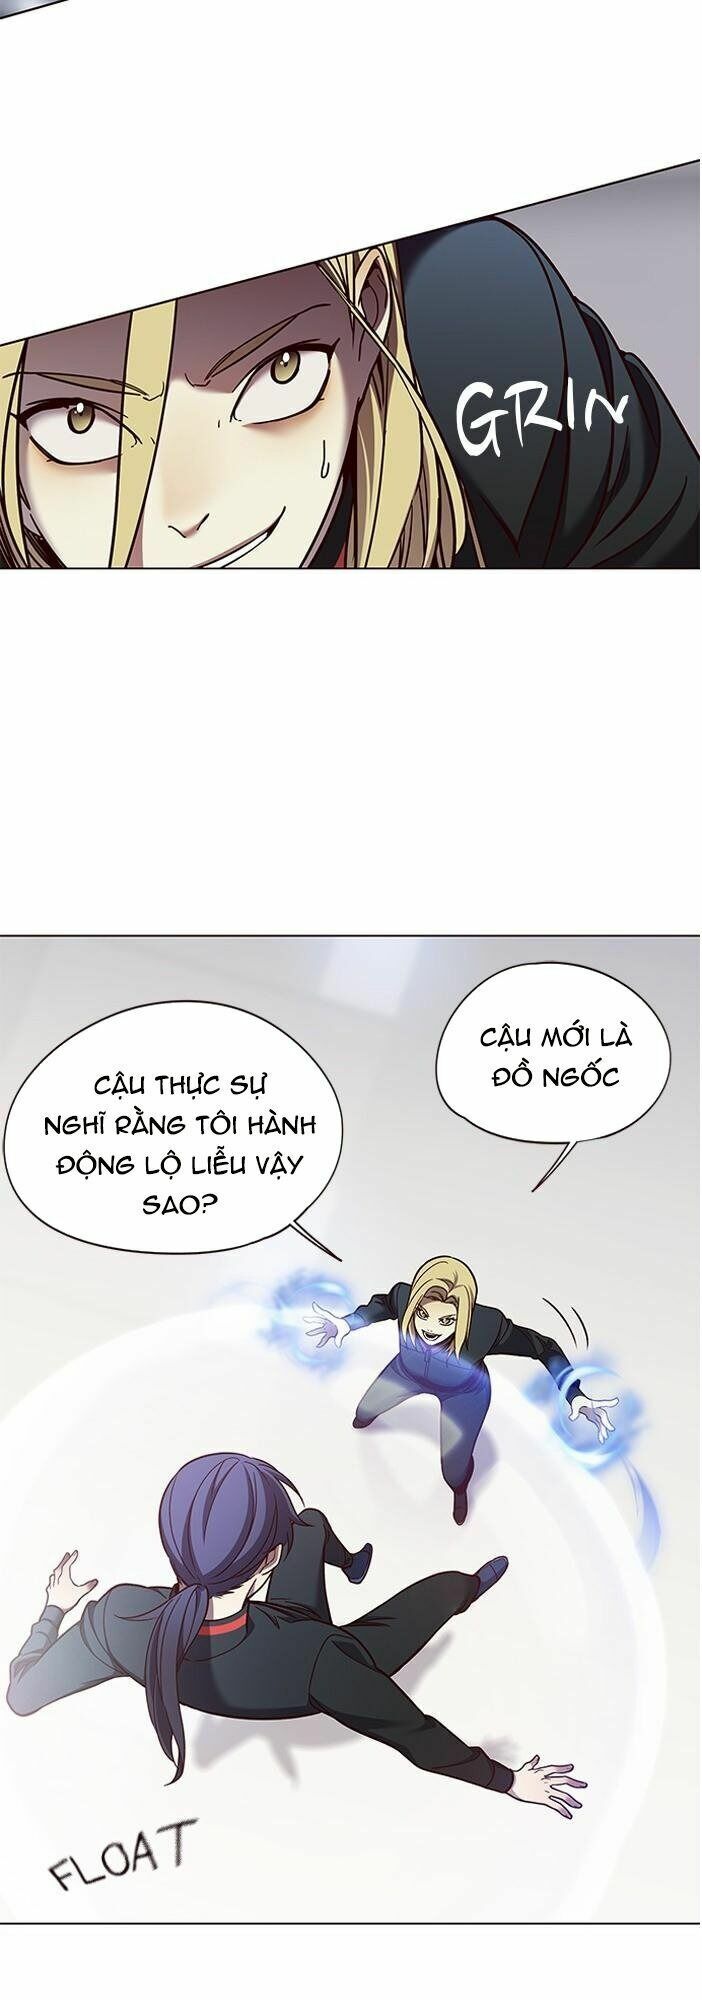 GRIN
CẬU THỰC SỰ
NGHĨ RẰNG TÔI HÀNH
ĐỘNG LỘ LIỄU VẬY
SAO?
CẬU MỚI LÀ
ĐỒ NGỐC
FLOAT